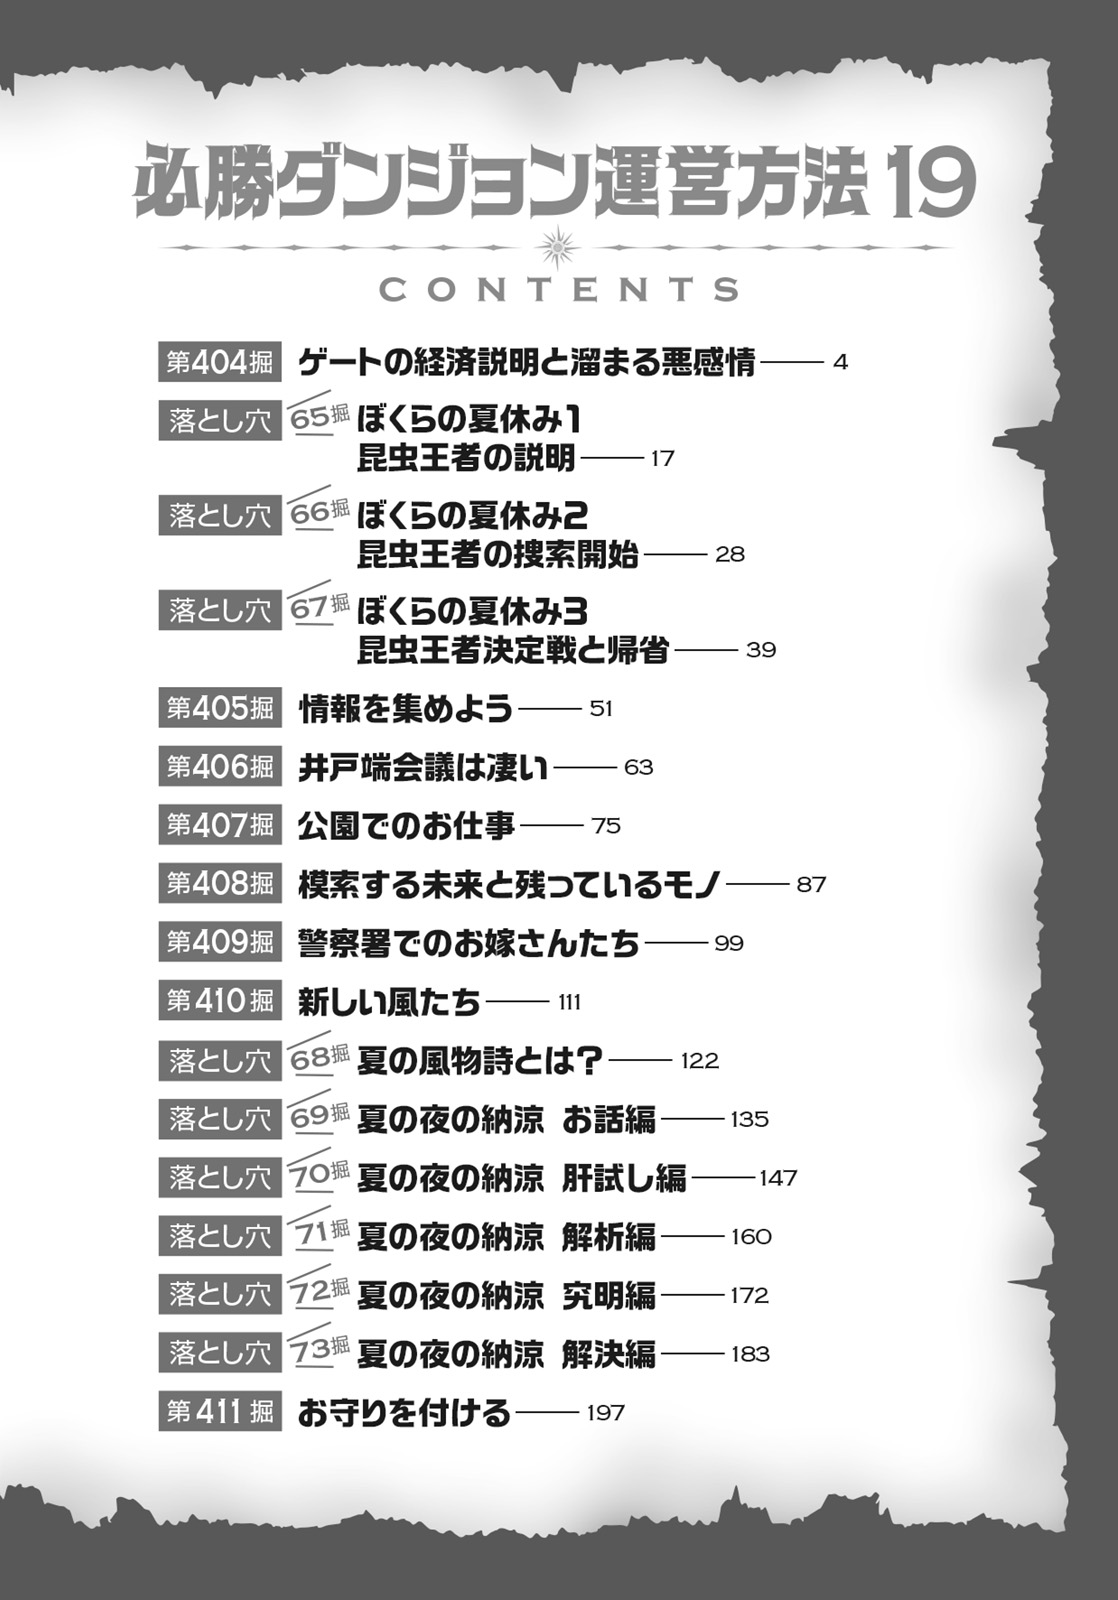 必勝ダンジョン運営方法 19
CONTENTS
第404掘 ゲートの経済説明と溜まる悪感情 4
落とし穴 65掘 ぼくらの夏休み1
昆虫王者の説明 17
落とし穴 66掘 ぼくらの夏休み2
昆虫王者の捜索開始 28
落とし穴 67掘 ぼくらの夏休み3
昆虫王者決定戦と帰省 39
第405掘 情報を集めよう 51
第406掘 井戸端会議は凄い 63
第407掘 公園でのお仕事 75
第408掘 模索する未来と残っているモノ 87
第409掘 警察署でのお嫁さんたち 99
第410掘 新しい風たち 111
落とし穴 68掘 夏の風物詩とは? 122
落とし穴 69掘 夏の夜の納涼 お話編 135
落とし穴 70掘 夏の夜の納涼 肝試し編 147
落とし穴 71掘 夏の夜の納涼 解析編 160
落とし穴 72掘 夏の夜の納涼 究明編 172
落とし穴 73掘 夏の夜の納涼 解決編 183
第411掘 お守りを付ける 197